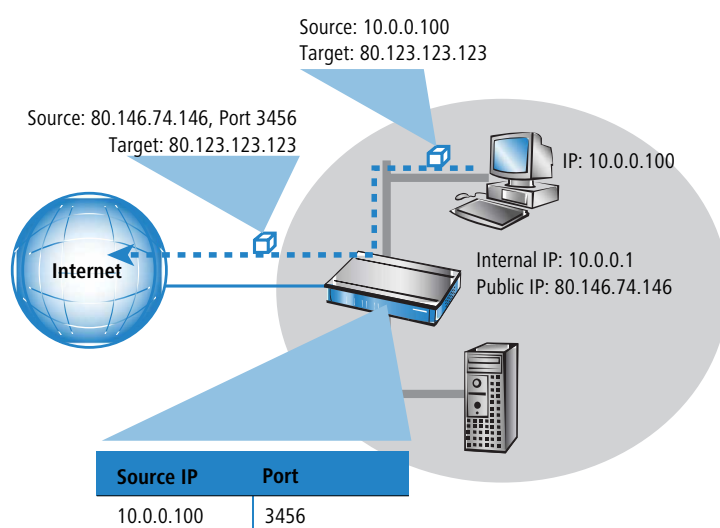 Source: 10.0.0.100
Target: 80.123.123.123
Source: 80.146.74.146, Port 3456
Target: 80.123.123.123
IP: 10.0.0.100
Internet
Internal IP: 10.0.0.1
Public IP: 80.146.74.146
Source IP Port
10.0.0.100 3456